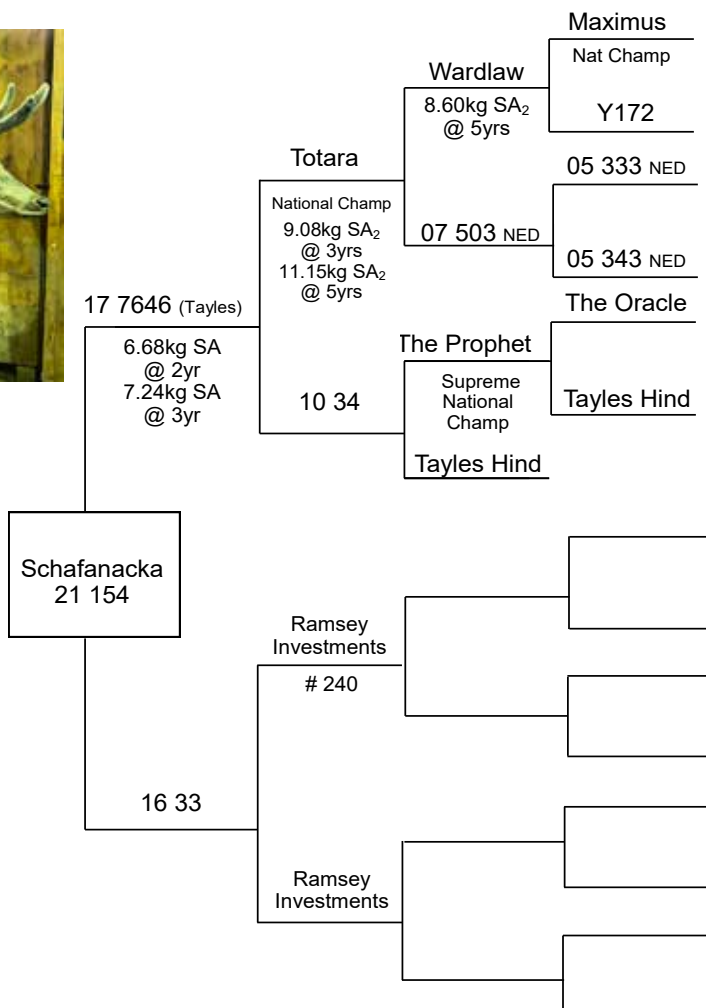 Maximus
Nat Champ
Wardlaw
8.60kg SA₂
@ 5yrs
Y172
Totara
National Champ
9.08kg SA₂
@ 3yrs
11.15kg SA₂
@ 5yrs
05 333 NED
07 503 NED
05 343 NED
17 7646 (Tayles)
6.68kg SA
@ 2yr
7.24kg SA
@ 3yr
The Oracle
The Prophet
Supreme
National
Champ
10 34
Tayles Hind
Tayles Hind
Schafanacka
21 154
Ramsey
Investments
# 240
16 33
Ramsey
Investments